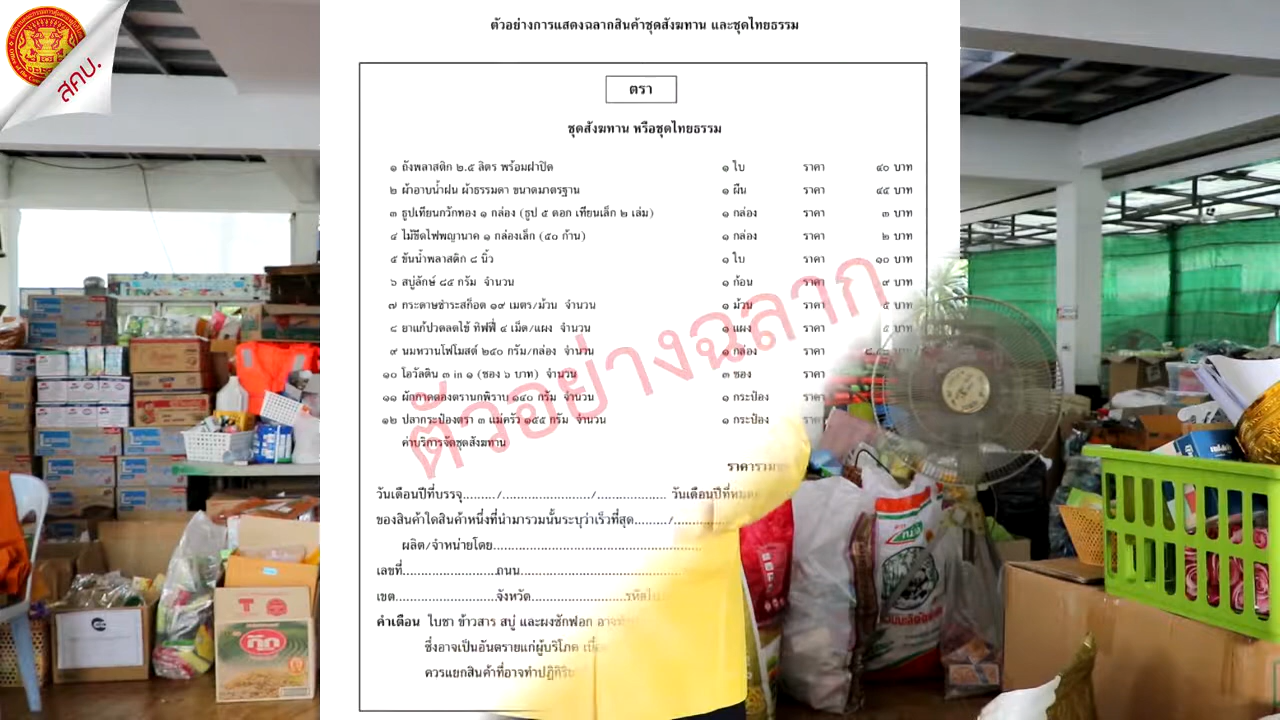 สคบ.
ตัวอย่างการแสดงฉลากสินค้าชุดสังฆทาน และชุดไทยธรรม
ตรา
ชุดสังฆทาน หรือชุดไทยธรรม
๑ ถังพลาสติก ๒.๕ ลิตร พร้อมฝาปิด ๑ ใบ ราคา ๔๐ บาท
๒ ผ้าอาบน้ำฝน ผ้าธรรมดา ขนาดมาตรฐาน ๑ ผืน ราคา ๔๕ บาท
๓ ธูปเทียนกวักทอง ๑ กล่อง (ธูป ๕ ดอก เทียนเล็ก ๒ เล่ม) ๑ กล่อง ราคา ๓ บาท
๔ ไม้ขีดไฟพญานาค ๑ กล่องเล็ก (๕๐ ก้าน) ๑ กล่อง ราคา ๒ บาท
๕ ขันน้ำพลาสติก ๘ นิ้ว ๑ ใบ ราคา ๑๐ บาท
๖ สบู่ลักษ์ ๘๕ กรัม จำนวน ๑ ก้อน ราคา ๙ บาท
๗ กระดาษชำระสก็อต ๑๙ เมตร/ม้วน จำนวน ๑ ม้วน ราคา ๕ บาท
๘ ยาแก้ปวดลดไข้ ทิฟฟี่ ๔ เม็ด/แผง จำนวน ๑ แผง ราคา ๕ บาท
๙ นมหวานโฟโมสต์ ๒๕๐ กรัม/กล่อง จำนวน ๑ กล่อง ราคา
๑๐ โอวัลติน ๓ in ๑ (ซอง ๖ บาท) จำนวน ๓ ซอง ราคา
๑๑ ผักกาดดองตรานกพิราบ ๑๔๐ กรัม จำนวน ๑ กระป๋อง
๑๒ ปลากระป๋องตรา ๓ แม่ครัว ๑๕๕ กรัม จำนวน ๑ กระป๋อง
ค่าบริการจัดชุดสังฆทาน
ราคารวม
ตัวอย่างฉลาก
วันเดือนปีที่บรรจุ........./......................./.................. วันเดือนปีที่
ของสินค้าใดสินค้าหนึ่งที่นำมารวมนั้นระบุว่าเร็วที่สุด........./...............
ผลิต/จำหน่ายโดย......................................................
เลขที่.........................ถนน..........................................
เขต...........................จังหวัด.........................
คำเตือน ใบชา ข้าวสาร สบู่ และผงซักฟอก
ซึ่งอาจเป็นอันตรายแก่ผู้บริโภค
ควรแยกสินค้าที่อาจทำปฏิกิริ